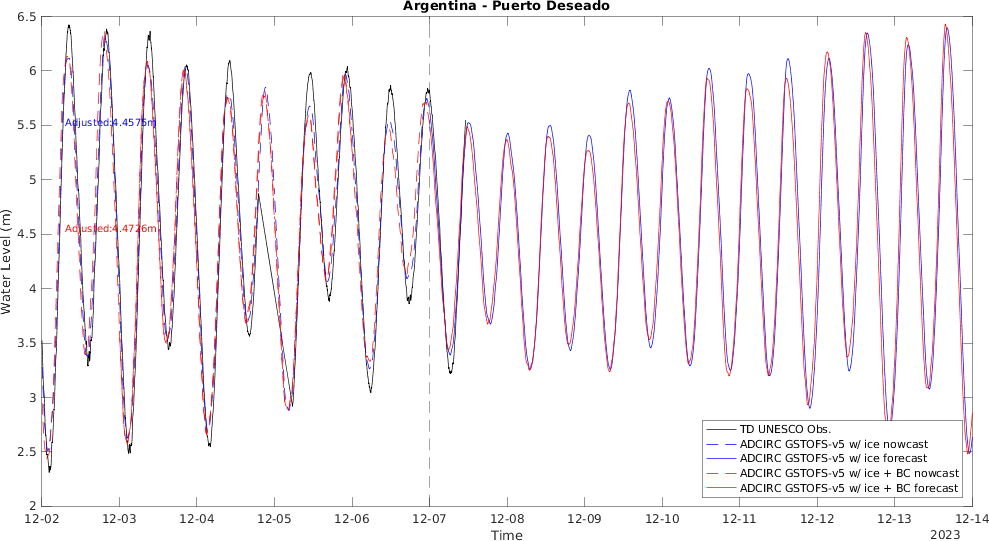 Argentina - Puerto Deseado
6.5
6
5.5
5
4.5
4
3.5
3
2.5
2
Water Level (m)
Adjusted:4.4575m
Adjusted:4.4726m
TD UNESCO Obs.
ADCIRC GSTOFS-v5 w/ ice nowcast
ADCIRC GSTOFS-v5 w/ ice forecast
ADCIRC GSTOFS-v5 w/ ice + BC nowcast
ADCIRC GSTOFS-v5 w/ ice + BC forecast
12-02 12-03 12-04 12-05 12-06 12-07 12-08 12-09 12-10 12-11 12-12 12-13 12-14
Time
2023